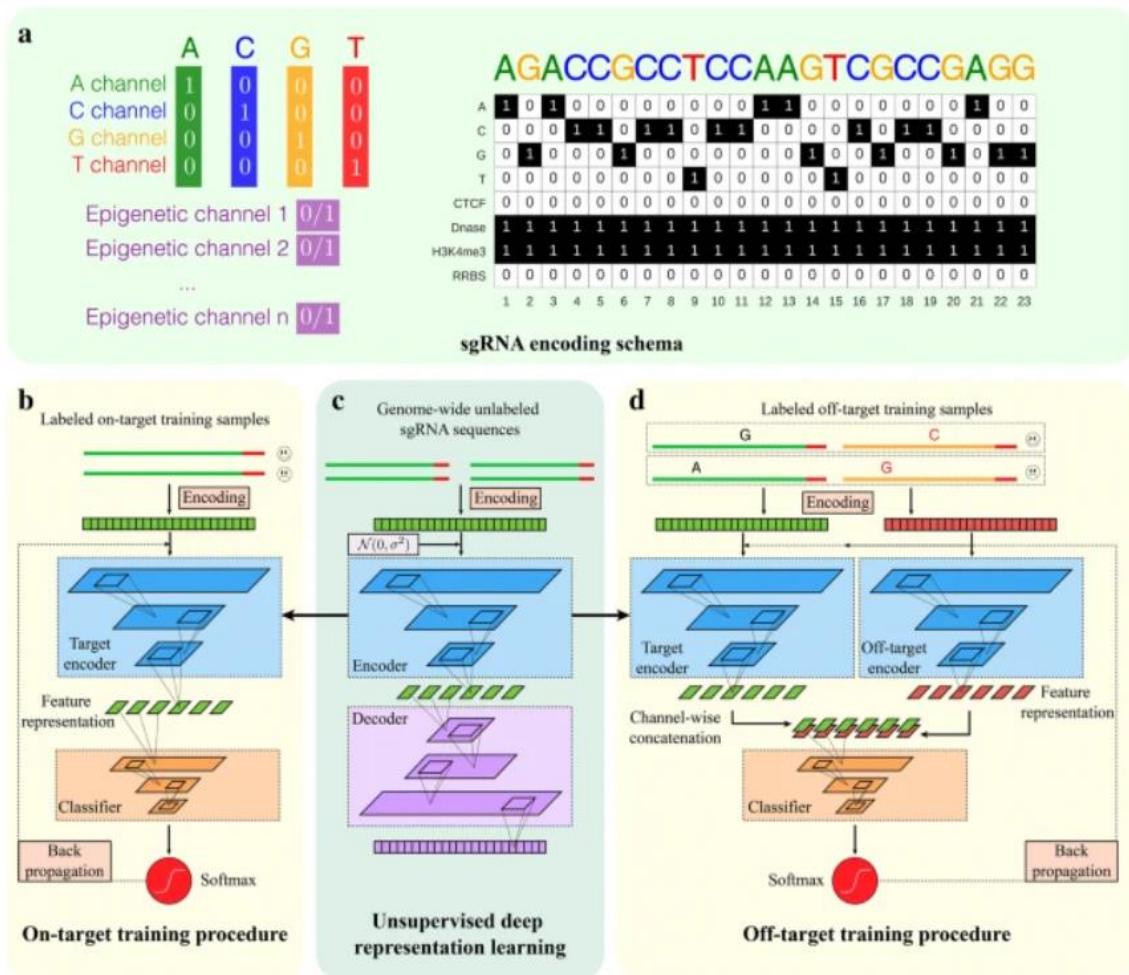 a
A C G T
A channel 1 0 0 0
C channel 0 1 0 0
G channel 0 0 1 0
T channel 0 0 0 1
Epigenetic channel 1 0/1
Epigenetic channel 2 0/1
...
Epigenetic channel n 0/1
AGACCGCCTCCAAGTCGCCGAGG
A 1 0 1 0 0 0 0 0 0 0 0 1 1 0 0 0 0 0 0 0 1 0 0
C 0 0 0 1 1 0 1 1 0 1 1 0 0 0 0 1 0 1 1 0 0 0 0
G 0 1 0 0 0 1 0 0 0 0 0 0 0 1 0 0 1 0 0 1 0 1 1
T 0 0 0 0 0 0 0 0 1 0 0 0 0 0 1 0 0 0 0 0 0 0 0
CTCF 0 0 0 0 0 0 0 0 0 0 0 0 0 0 0 0 0 0 0 0 0 0 0
Dnase 1 1 1 1 1 1 1 1 1 1 1 1 1 1 1 1 1 1 1 1 1 1 1
H3K4me3 1 1 1 1 1 1 1 1 1 1 1 1 1 1 1 1 1 1 1 1 1 1 1
RRBS 0 0 0 0 0 0 0 0 0 0 0 0 0 0 0 0 0 0 0 0 0 0 0
1 2 3 4 5 6 7 8 9 10 11 12 13 14 15 16 17 18 19 20 21 22 23
sgRNA encoding schema
b
Labeled on-target training samples
Encoding
Target
encoder
Feature
representation
Classifier
Back
propagation
Softmax
On-target training procedure
c
Genome-wide unlabeled
sgRNA sequences
Encoding
N(0, σ²)
Encoder
Decoder
Unsupervised deep
representation learning
d
Labeled off-target training samples
G C
A G
Encoding
Target
encoder
Off-target
encoder
Feature
representation
Channel-wise
concatenation
Classifier
Back
propagation
Softmax
Off-target training procedure